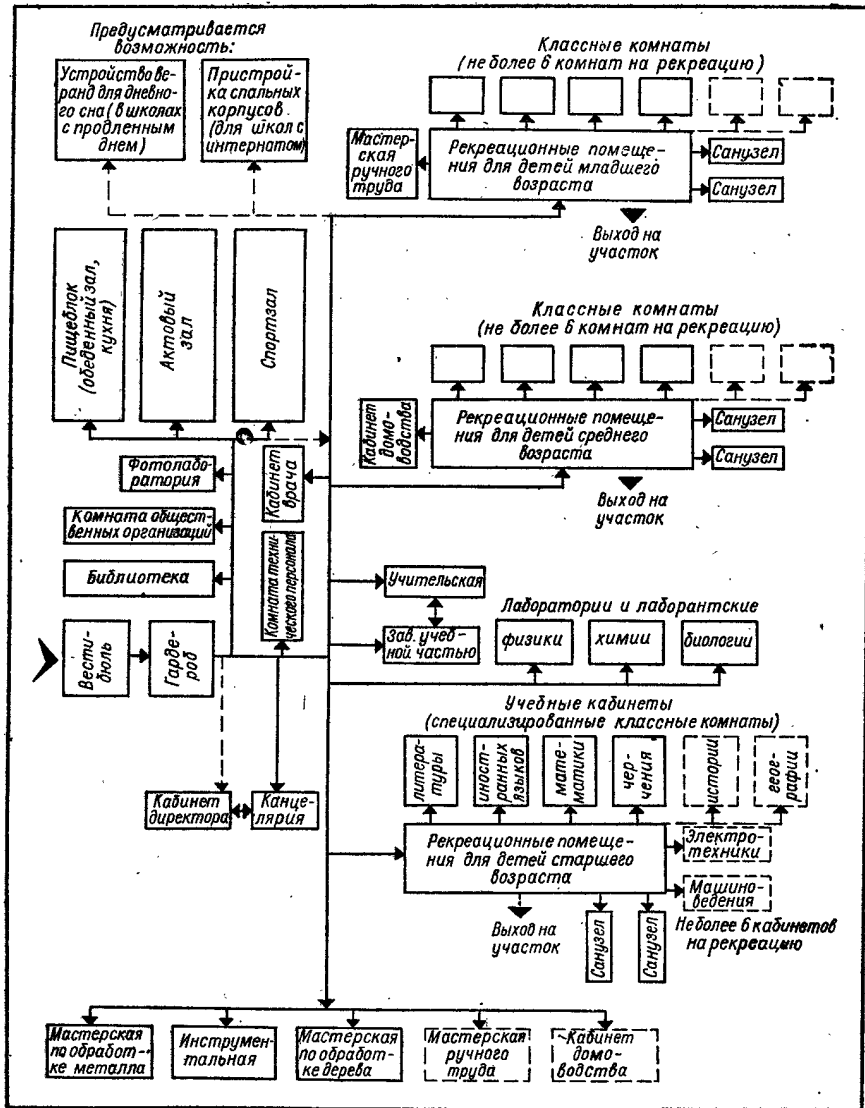 Предусматривается
возможность:
Устройство ве-
ранд для дневно-
го сна (в школах
с продленным
днем)
Пристрой-
ка спальных
корпусов
(для школ с
интернатом)
Классные комнаты
(не более 6 комнат на рекреацию)
Мастер-
ская
ручного
труда
Рекреационные помеще-
ния для детей младшего
возраста
Санузел
Санузел
Выход на
участок
Пищеблок
(обеденный зал,
кухня)
Актовый
зал
Спортзал
Классные комнаты
(не более 6 комнат на рекреацию)
Кабинет
домо-
водства
Рекреационные помеще-
ния для детей среднего
возраста
Санузел
Санузел
Выход на
участок
Фотолабо-
ратория
Кабинет
врача
Комната общест-
венных организаций
Библиотека
Комната техни-
ческого персонала
Учительская
Зав. учеб-
ной частью
Лаборатории и лаборантские
физики
химии
биологии
Вести-
бюль
Гарде-
роб
Учебные кабинеты
(специализированные классные комнаты)
литера-
туры
иност-
ранных
языков
мате-
матики
чер-
чения
истории
геог-
рафии
Кабинет
директора
Канце-
лярия
Рекреационные помеще-
ния для детей старшего
возраста
Электро-
техники
Машино-
ведения
Выход на
участок
Санузел
Санузел
Не более 6 кабинетов
на рекреацию
Мастерская
по обработ-
ке металла
Инструмен-
тальная
Мастерская
по обработ-
ке дерева
Мастерская
ручного
труда
Кабинет
домо-
водства